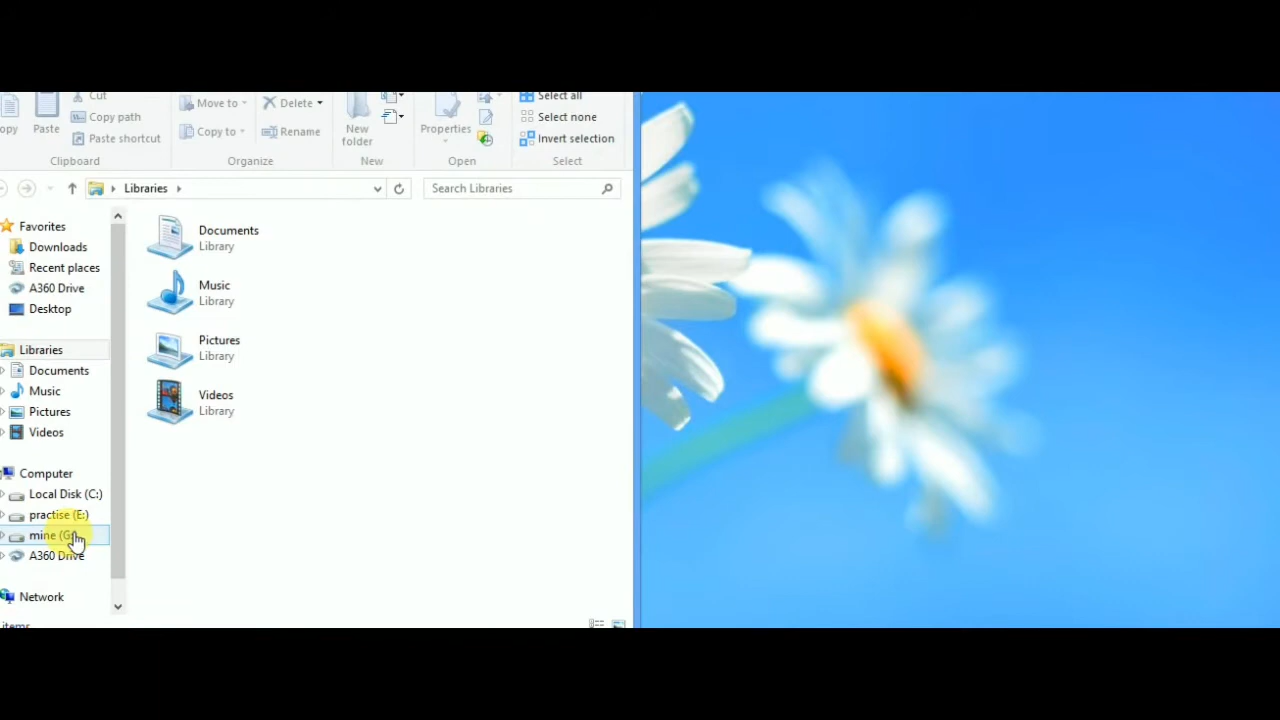 Cut
opy
Paste
Copy path
Paste shortcut
Clipboard
Move to
Copy to
Delete
Rename
Organize
New folder
New
Properties
Open
Select all
Select none
Invert selection
Select
Libraries
Search Libraries
Favorites
Downloads
Recent places
A360 Drive
Desktop
Libraries
Documents
Music
Pictures
Videos
Computer
Local Disk (C:)
practise (E:)
mine (G:)
A360 Drive
Network
Documents
Library
Music
Library
Pictures
Library
Videos
Library
items